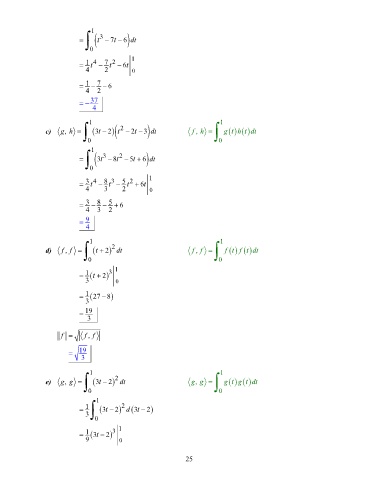 = ∫₀¹ (t³ − 7t − 6) dt
= 1/4 t⁴ − 7/2 t² − 6t |₀¹
= 1/4 − 7/2 − 6
= − 37/4
c) ⟨g, h⟩ = ∫₀¹ (3t − 2)(t² − 2t − 3) dt ⟨f, h⟩ = ∫₀¹ g(t)h(t) dt
= ∫₀¹ (3t³ − 8t² − 5t + 6) dt
= 3/4 t⁴ − 8/3 t³ − 5/2 t² + 6t |₀¹
= 3/4 − 8/3 − 5/2 + 6
= 9/4
d) ⟨f, f⟩ = ∫₀¹ (t + 2)² dt ⟨f, f⟩ = ∫₀¹ f(t) f(t) dt
= 1/3 (t + 2)³ |₀¹
= 1/3 (27 − 8)
= 19/3
‖f‖ = √⟨f, f⟩
= √(19/3)
e) ⟨g, g⟩ = ∫₀¹ (3t − 2)² dt ⟨g, g⟩ = ∫₀¹ g(t)g(t) dt
= 1/3 ∫₀¹ (3t − 2)² d(3t − 2)
= 1/9 (3t − 2)³ |₀¹
25